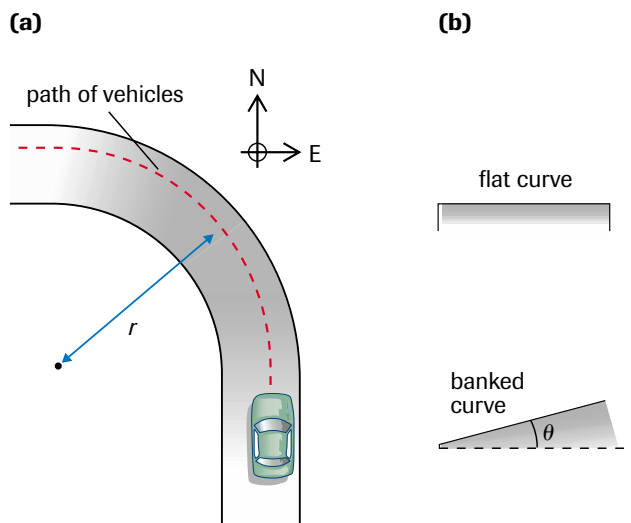 (a)
N
path of vehicles
E
r
(b)
flat curve
banked
curve
θ